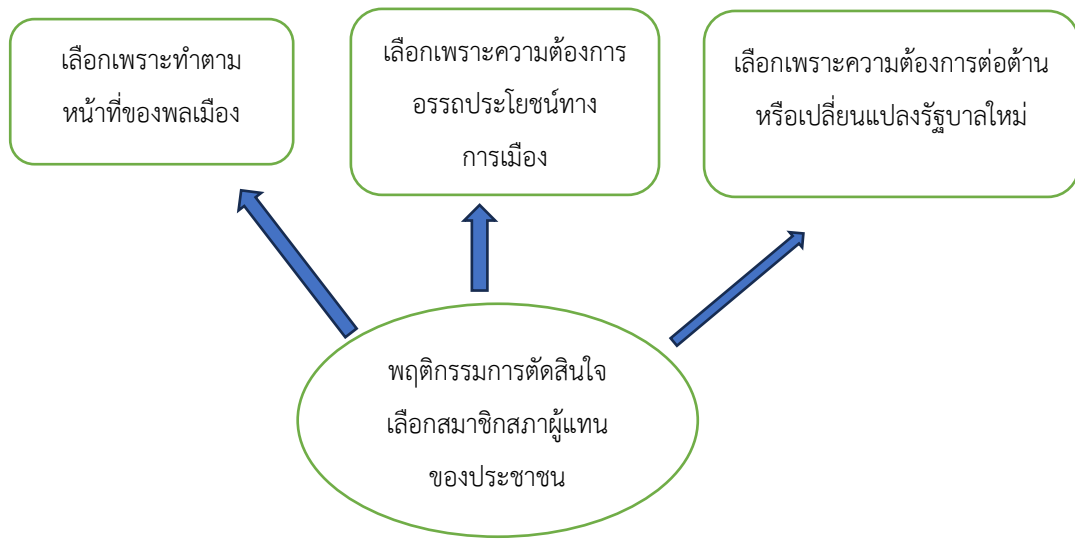 เลือกเพราะทำตาม
หน้าที่ของพลเมือง
เลือกเพราะความต้องการ
อรรถประโยชน์ทาง
การเมือง
เลือกเพราะความต้องการต่อต้าน
หรือเปลี่ยนแปลงรัฐบาลใหม่
พฤติกรรมการตัดสินใจ
เลือกสมาชิกสภาผู้แทน
ของประชาชน